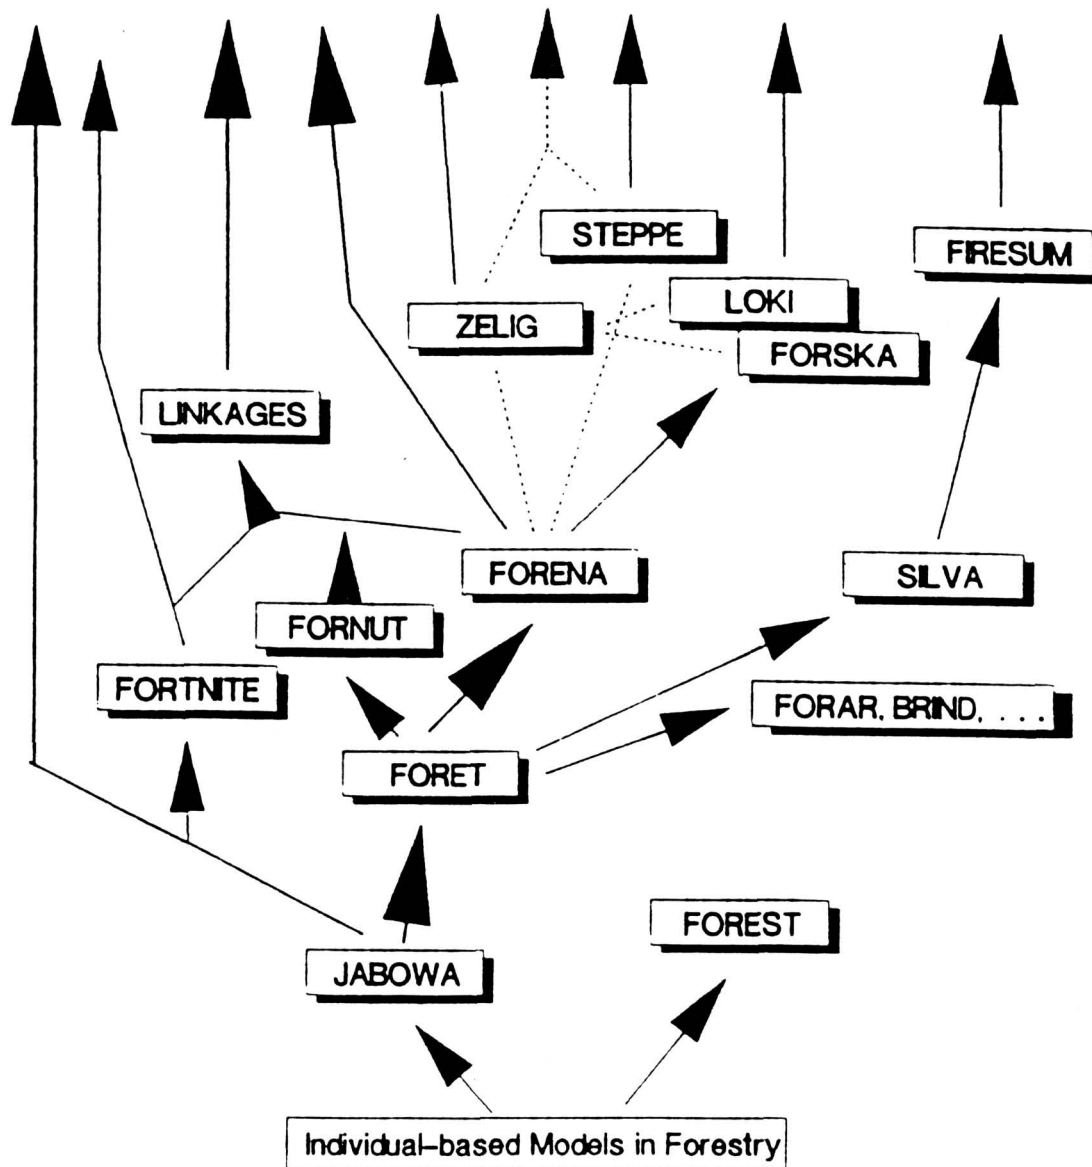 STEPPE
FIRESUM
LOKI
ZELIG
FORSKA
LINKAGES
FORENA
SILVA
FORNUT
FORTNITE
FORAR, BRIND, . . .
FORET
FOREST
JABOWA
Individual-based Models in Forestry